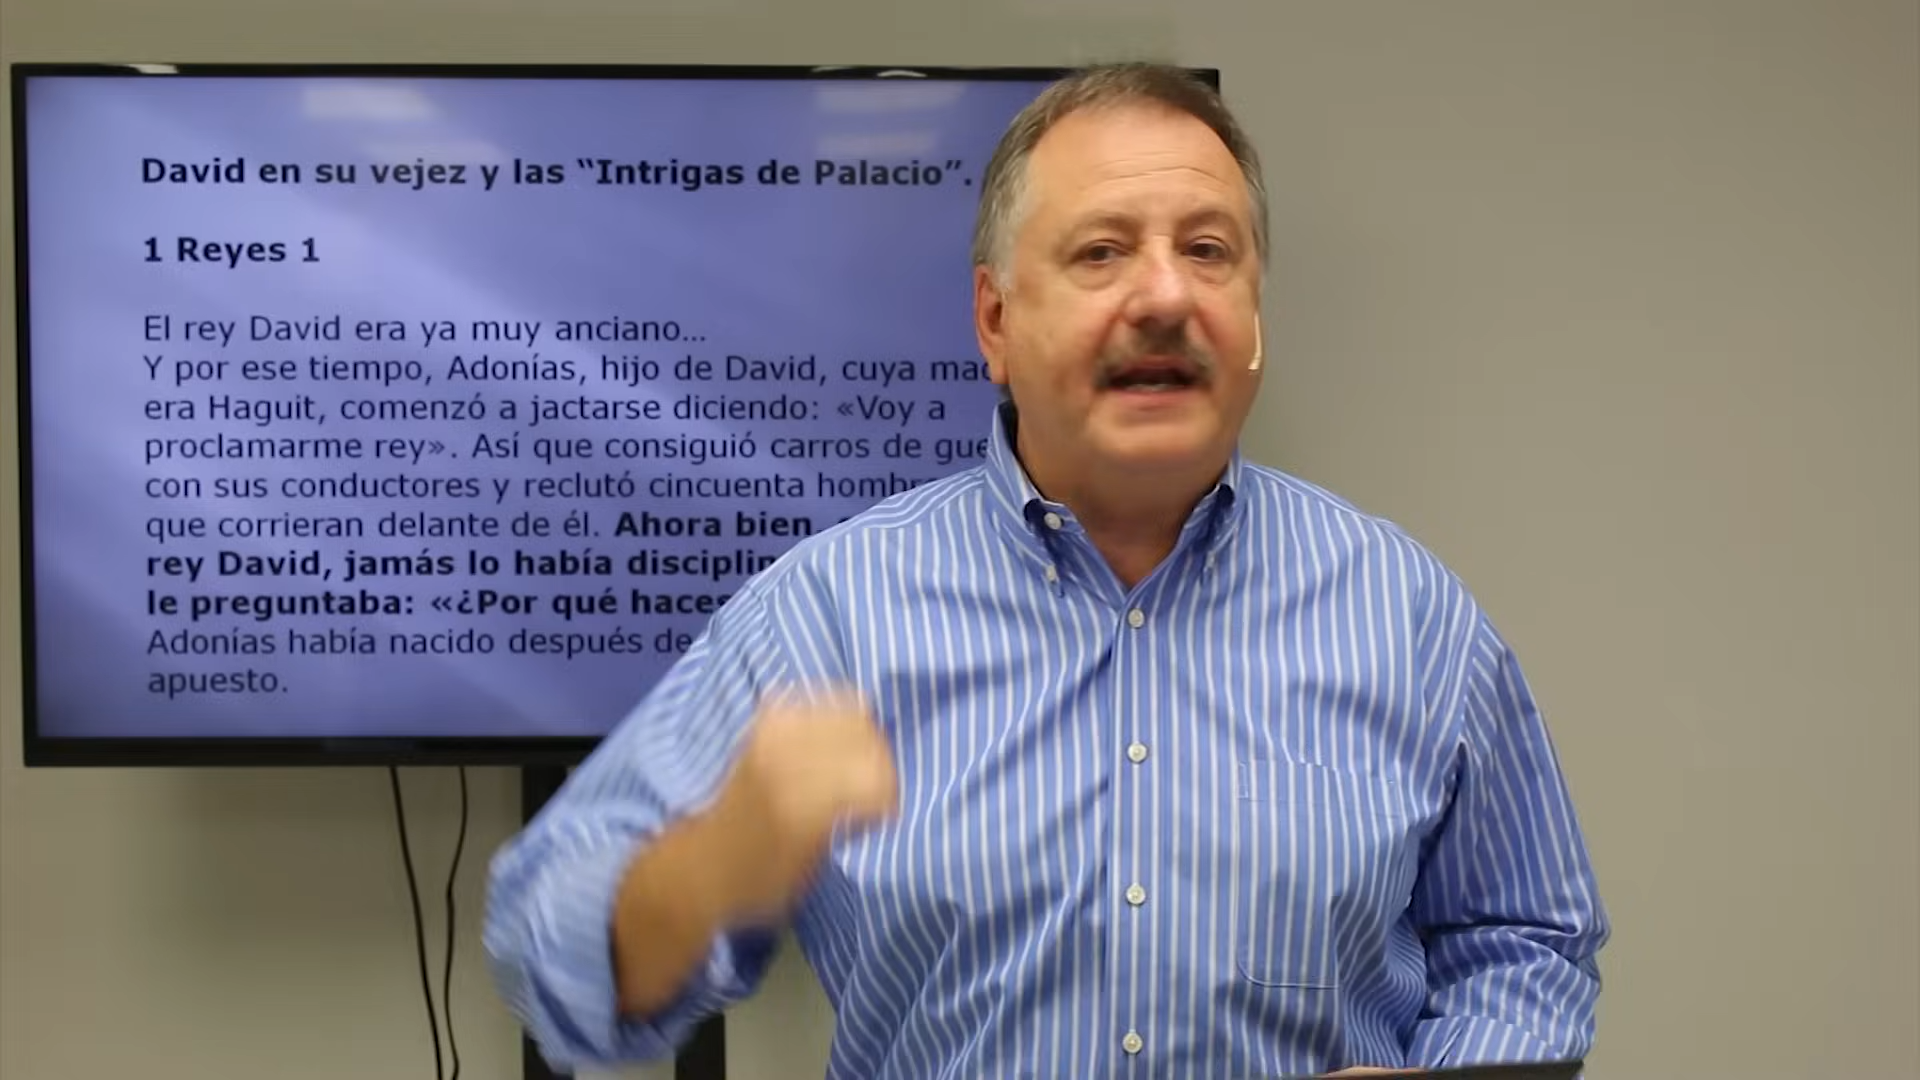 David en su vejez y las “Intrigas de Palacio”.
1 Reyes 1
El rey David era ya muy anciano...
Y por ese tiempo, Adonías, hijo de David, cuya
era Haguit, comenzó a jactarse diciendo: «Voy a
proclamarme rey». Así que consiguió carros de
con sus conductores y reclutó cincuenta
que corrieran delante de él. Ahora bien,
rey David, jamás lo había
le preguntaba: «¿Por qué haces
Adonías había nacido después de
apuesto.